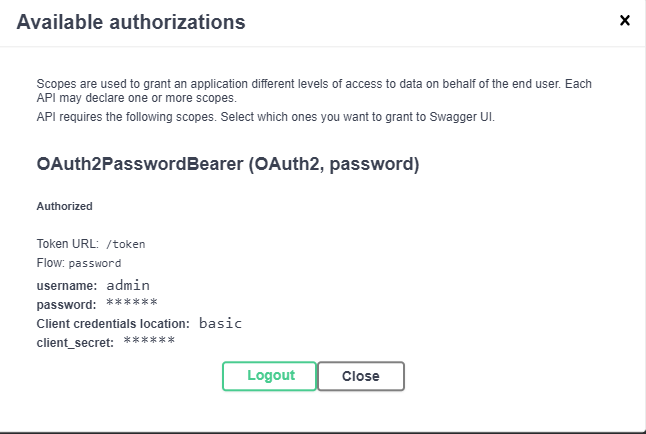 Available authorizations
Scopes are used to grant an application different levels of access to data on behalf of the end user. Each
API may declare one or more scopes.
API requires the following scopes. Select which ones you want to grant to Swagger UI.
OAuth2PasswordBearer (OAuth2, password)
Authorized
Token URL: /token
Flow: password
username: admin
password: ******
Client credentials location: basic
client_secret: ******
Logout Close